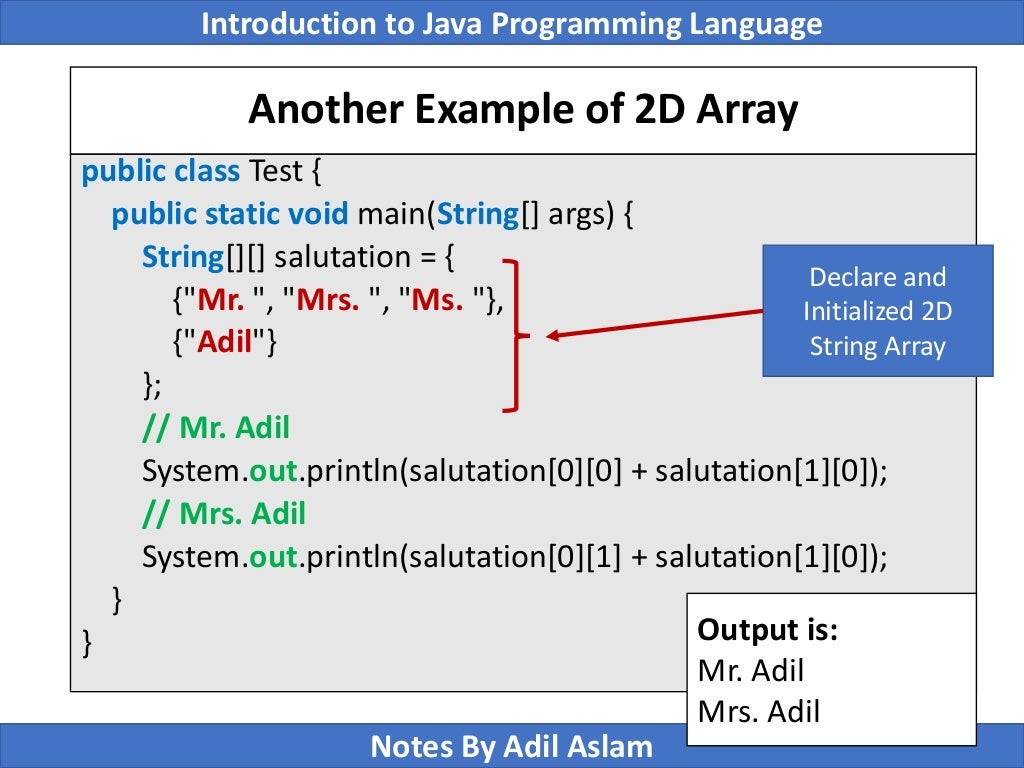 Introduction to Java Programming Language
Another Example of 2D Array
public class Test {
public static void main(String[] args) {
String[][] salutation = {
{"Mr. ", "Mrs. ", "Ms. "},
{"Adil"}
};
// Mr. Adil
System.out.println(salutation[0][0] + salutation[1][0]);
// Mrs. Adil
System.out.println(salutation[0][1] + salutation[1][0]);
}
}
Declare and
Initialized 2D
String Array
Output is:
Mr. Adil
Mrs. Adil
Notes By Adil Aslam